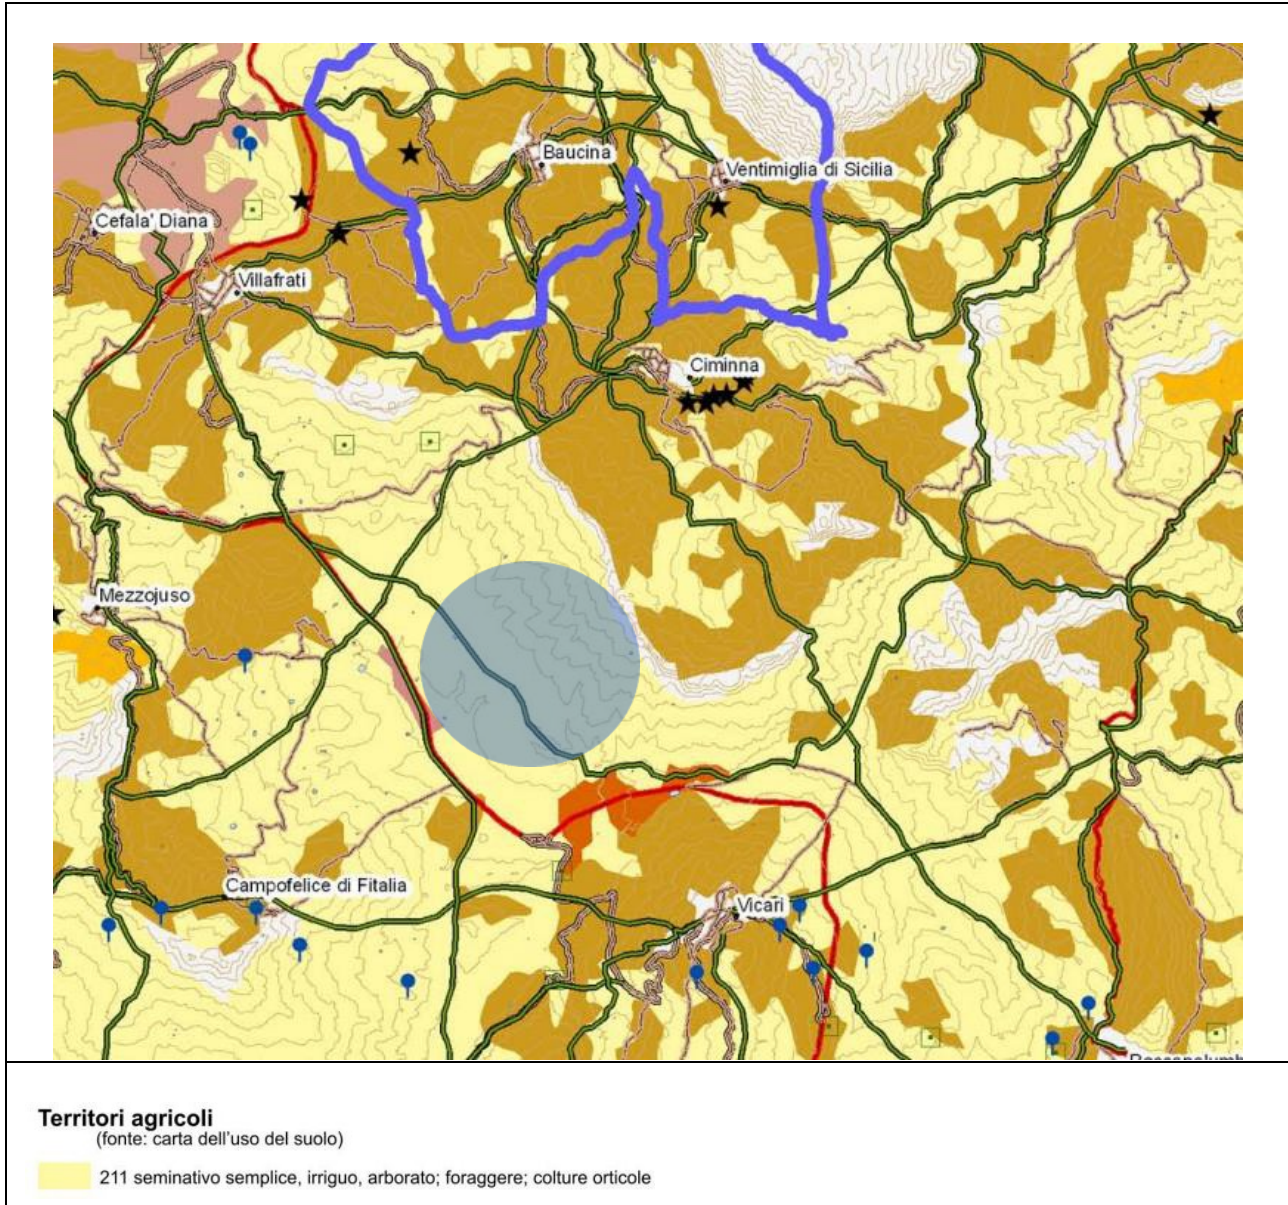 Baucina
Ventimiglia di Sicilia
Cefala' Diana
Villafrati
Ciminna
Mezzojuso
Campofelice di Fitalia
Vicari
Territori agricoli
(fonte: carta dell'uso del suolo)
211 seminativo semplice, irriguo, arborato; foraggere; colture orticole